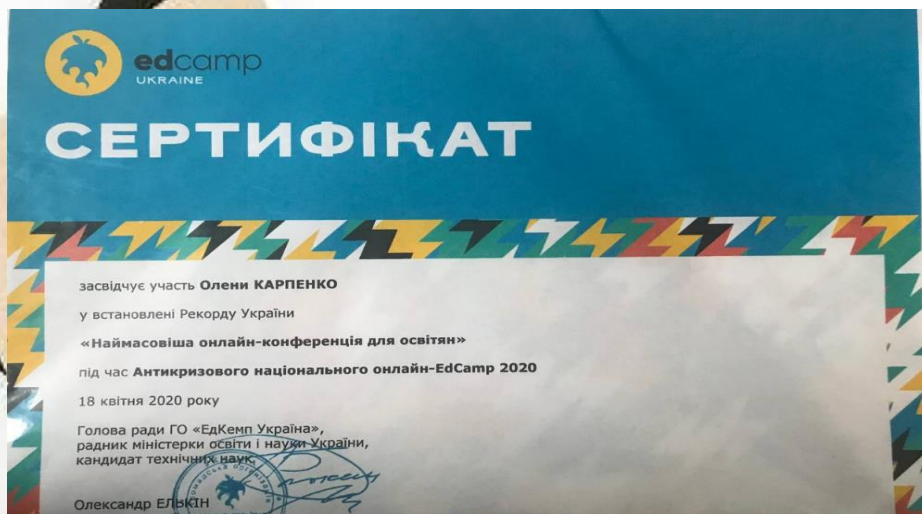 edcamp
UKRAINE
СЕРТИФІКАТ
засвідчує участь Олени КАРПЕНКО
у встановлені Рекорду України
«Наймасовіша онлайн-конференція для освітян»
під час Антикризового національного онлайн-EdCamp 2020
18 квітня 2020 року
Голова ради ГО «ЕдКемп Україна»,
радник міністерки освіти і науки України,
кандидат технічних наук
Олександр ЕЛЬКІН